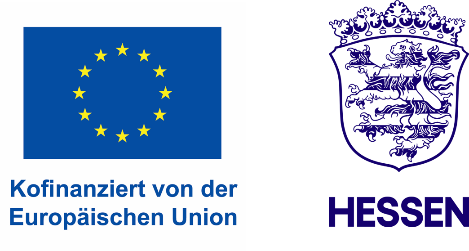 Kofinanziert von der
Europäischen Union
HESSEN